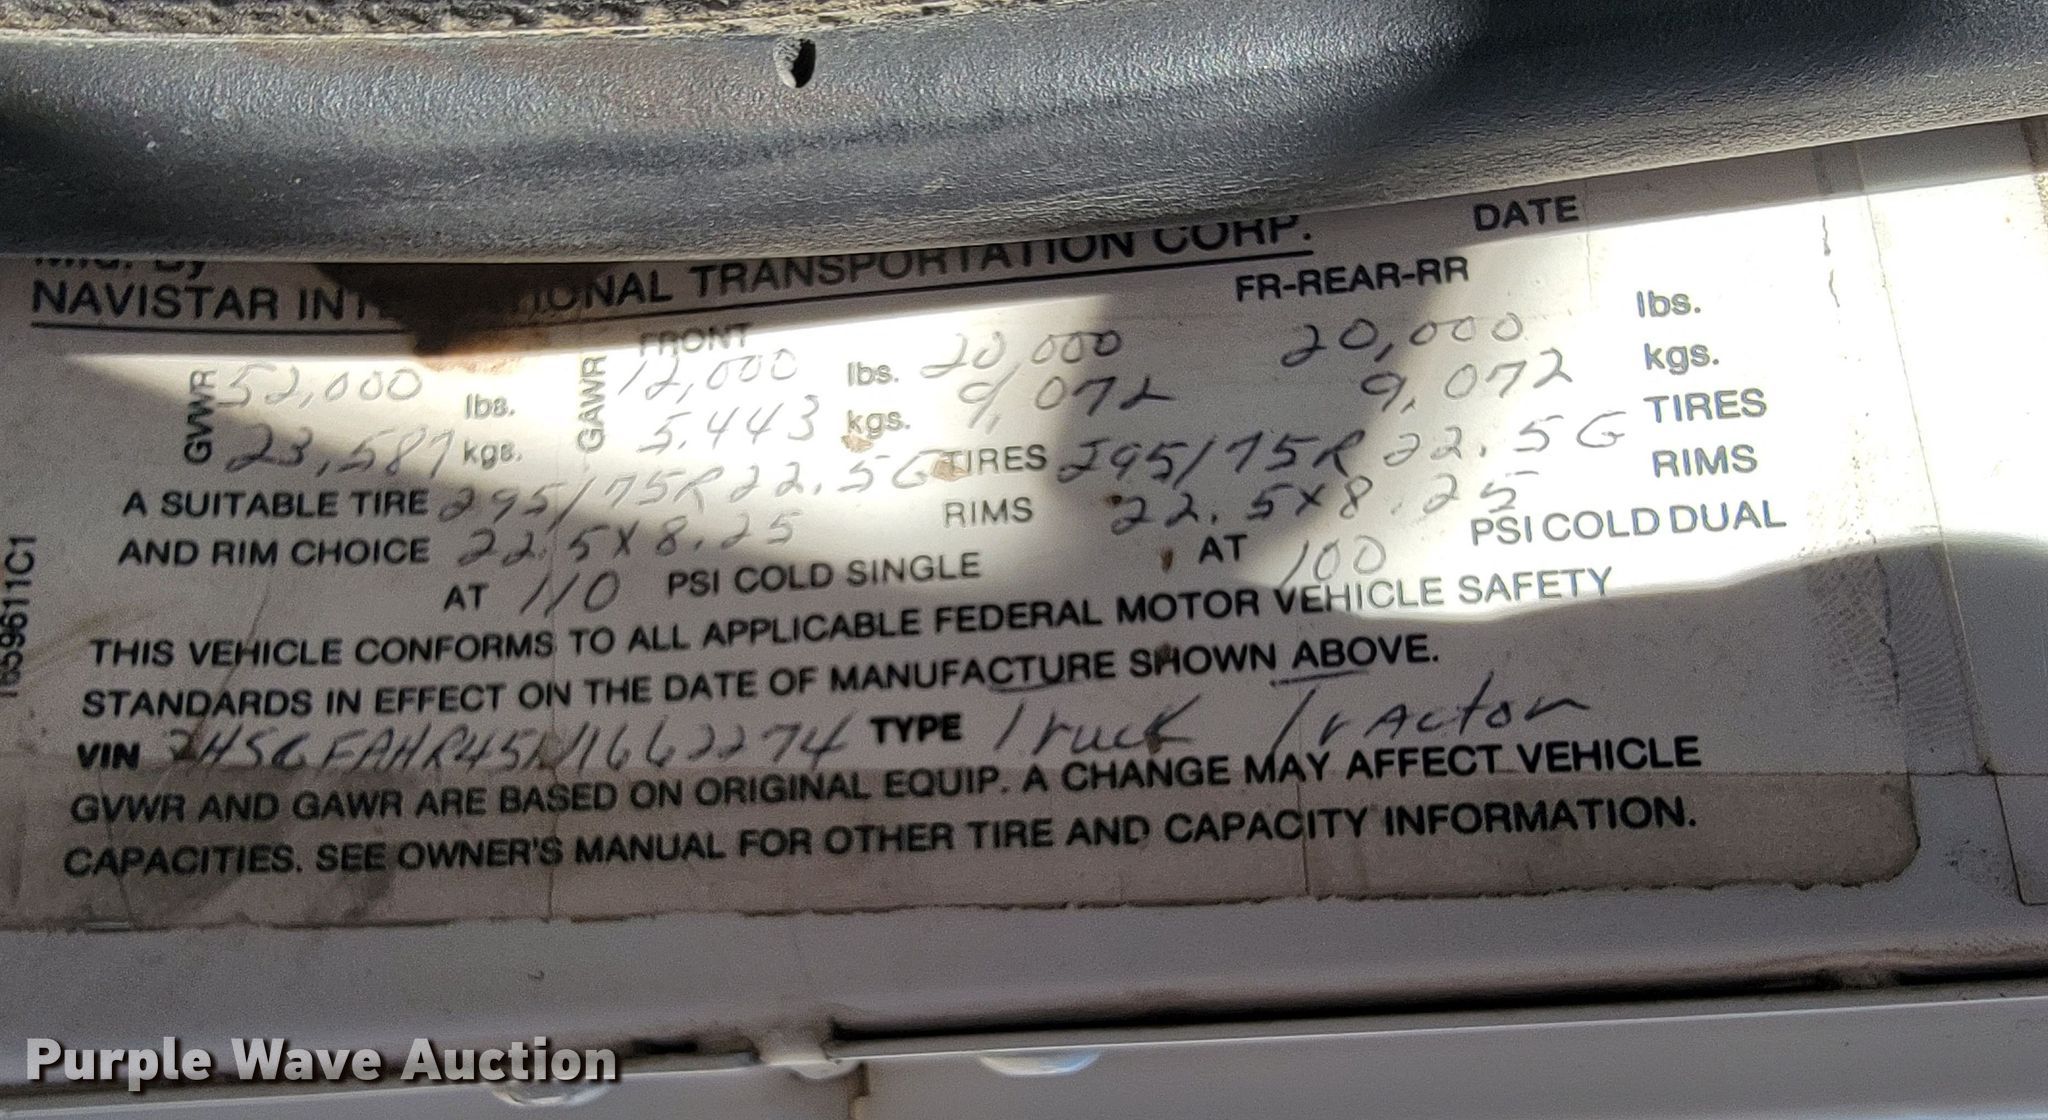 DATE
Mfd. By
NAVISTAR INTERNATIONAL TRANSPORTATION CORP.
FRONT FR-REAR-RR
GVWR 52,000 lbs. GAWR 12,000 lbs. 20,000 20,000 lbs.
23,587 kgs. 5,443 kgs. 9,072 9,072 kgs.
A SUITABLE TIRE 295/75R22.5G TIRES 295/75R22.5G TIRES
AND RIM CHOICE 22.5X8.25 RIMS 22.5X8.25 RIMS
AT 110 PSI COLD SINGLE AT 100 PSI COLD DUAL
THIS VEHICLE CONFORMS TO ALL APPLICABLE FEDERAL MOTOR VEHICLE SAFETY
STANDARDS IN EFFECT ON THE DATE OF MANUFACTURE SHOWN ABOVE.
VIN TYPE Truck Tractor
GVWR AND GAWR ARE BASED ON ORIGINAL EQUIP. A CHANGE MAY AFFECT VEHICLE
CAPACITIES. SEE OWNER'S MANUAL FOR OTHER TIRE AND CAPACITY INFORMATION.
1659611C1
Purple Wave Auction